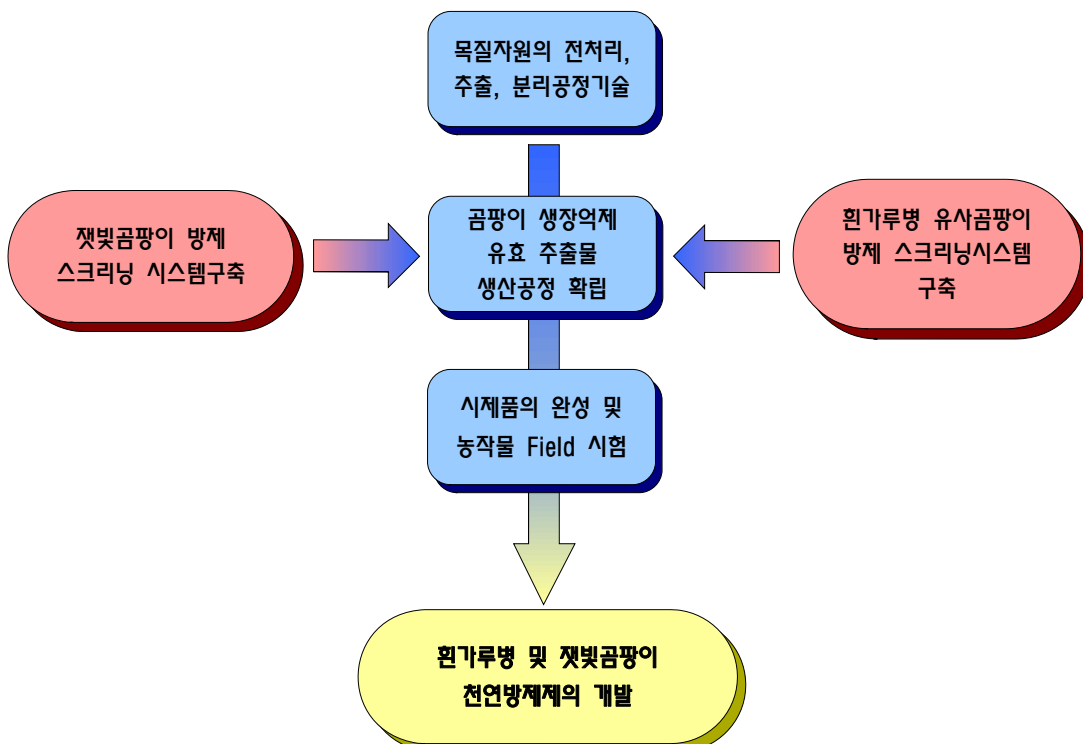 목질자원의 전처리,
추출, 분리공정기술
잿빛곰팡이 방제
스크리닝 시스템구축
곰팡이 생장억제
유효 추출물
생산공정 확립
흰가루병 유사곰팡이
방제 스크리닝시스템
구축
시제품의 완성 및
농작물 Field 시험
흰가루병 및 잿빛곰팡이
천연방제제의 개발